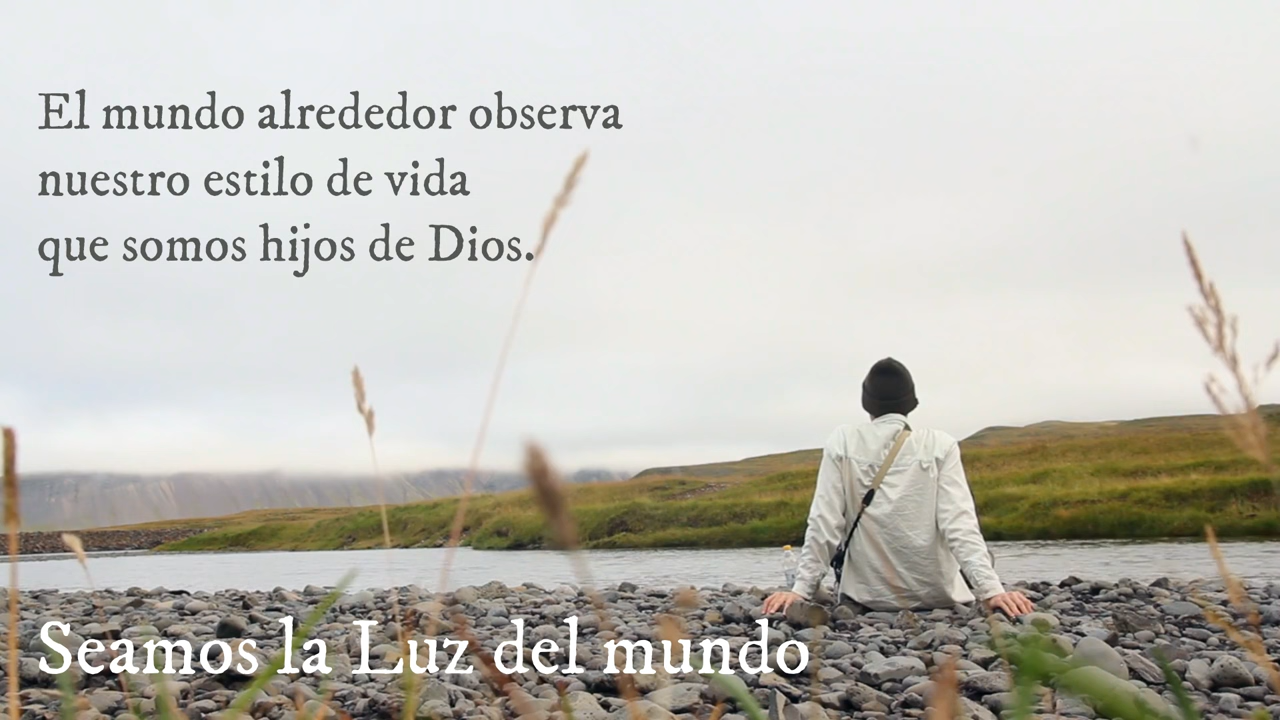 El mundo alrededor observa
nuestro estilo de vida
que somos hijos de Dios.
Seamos la Luz del mundo